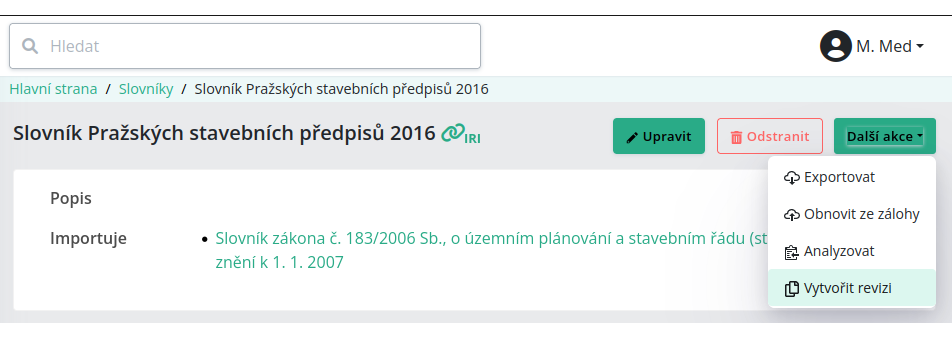 Hledat
M. Med
Hlavní strana / Slovníky / Slovník Pražských stavebních předpisů 2016
Slovník Pražských stavebních předpisů 2016 IRI
Upravit
Odstranit
Další akce
Exportovat
Obnovit ze zálohy
Analyzovat
Vytvořit revizi
Popis
Importuje
Slovník zákona č. 183/2006 Sb., o územním plánování a stavebním řádu (st
znění k 1. 1. 2007